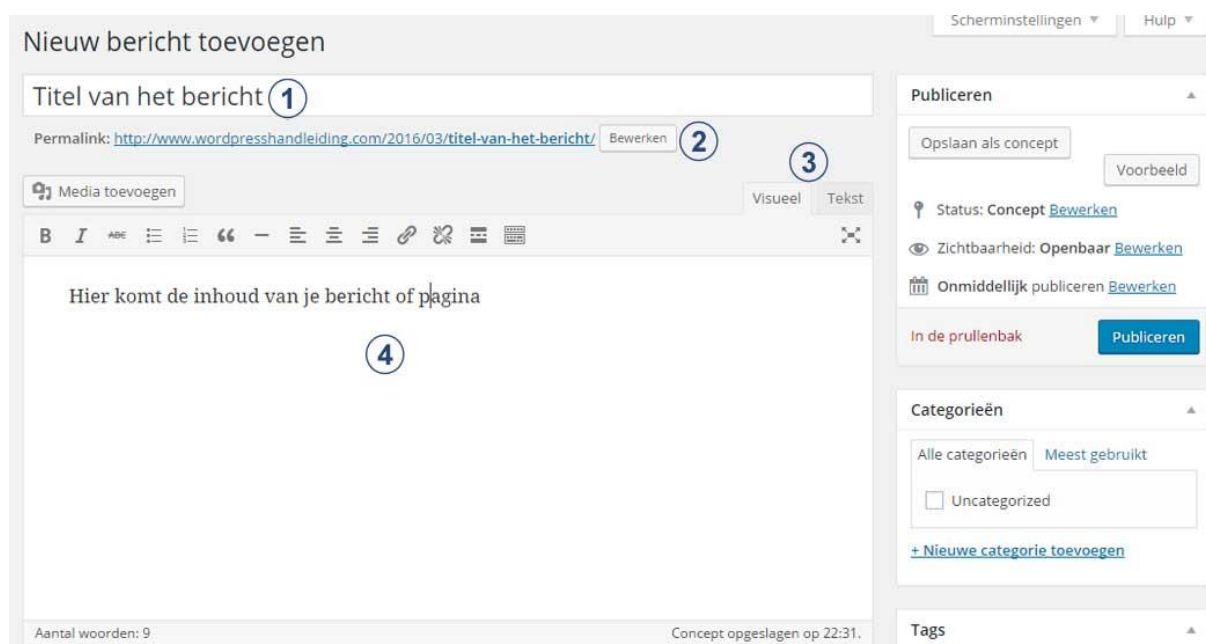 Scherminstellingen Hulp
Nieuw bericht toevoegen
Titel van het bericht 1
Permalink: http://www.wordpresshandleiding.com/2016/03/titel-van-het-bericht/ Bewerken 2
3
Media toevoegen
Visueel Tekst
B I ABC
Hier komt de inhoud van je bericht of pagina
4
Aantal woorden: 9 Concept opgeslagen op 22:31.
Publiceren
Opslaan als concept
Voorbeeld
Status: Concept Bewerken
Zichtbaarheid: Openbaar Bewerken
Onmiddellijk publiceren Bewerken
In de prullenbak Publiceren
Categorieën
Alle categorieën Meest gebruikt
Uncategorized
+ Nieuwe categorie toevoegen
Tags